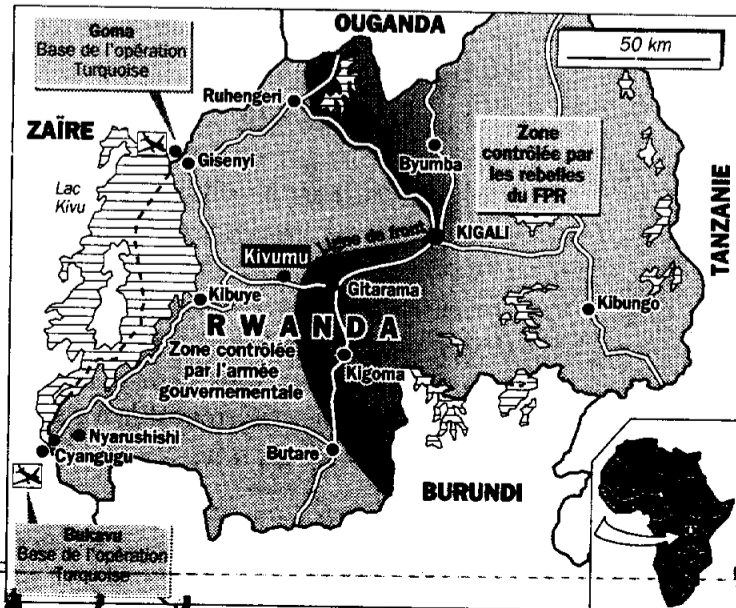 OUGANDA
50 km
Goma
Base de l'opération
Turquoise
Ruhengeri
ZAÏRE
Gisenyi
Byumba
Zone
contrôlée par
les rebelles
du FPR
TANZANIE
Lac
Kivu
Ligne de front
KIGALI
Kivumu
Gitarama
Kibuye
Kibungo
RWANDA
Zone contrôlée
par l'armée
gouvernementale
Kigoma
Nyarushishi
Cyangugu
Butare
BURUNDI
Bukavu
Base de l'opération
Turquoise